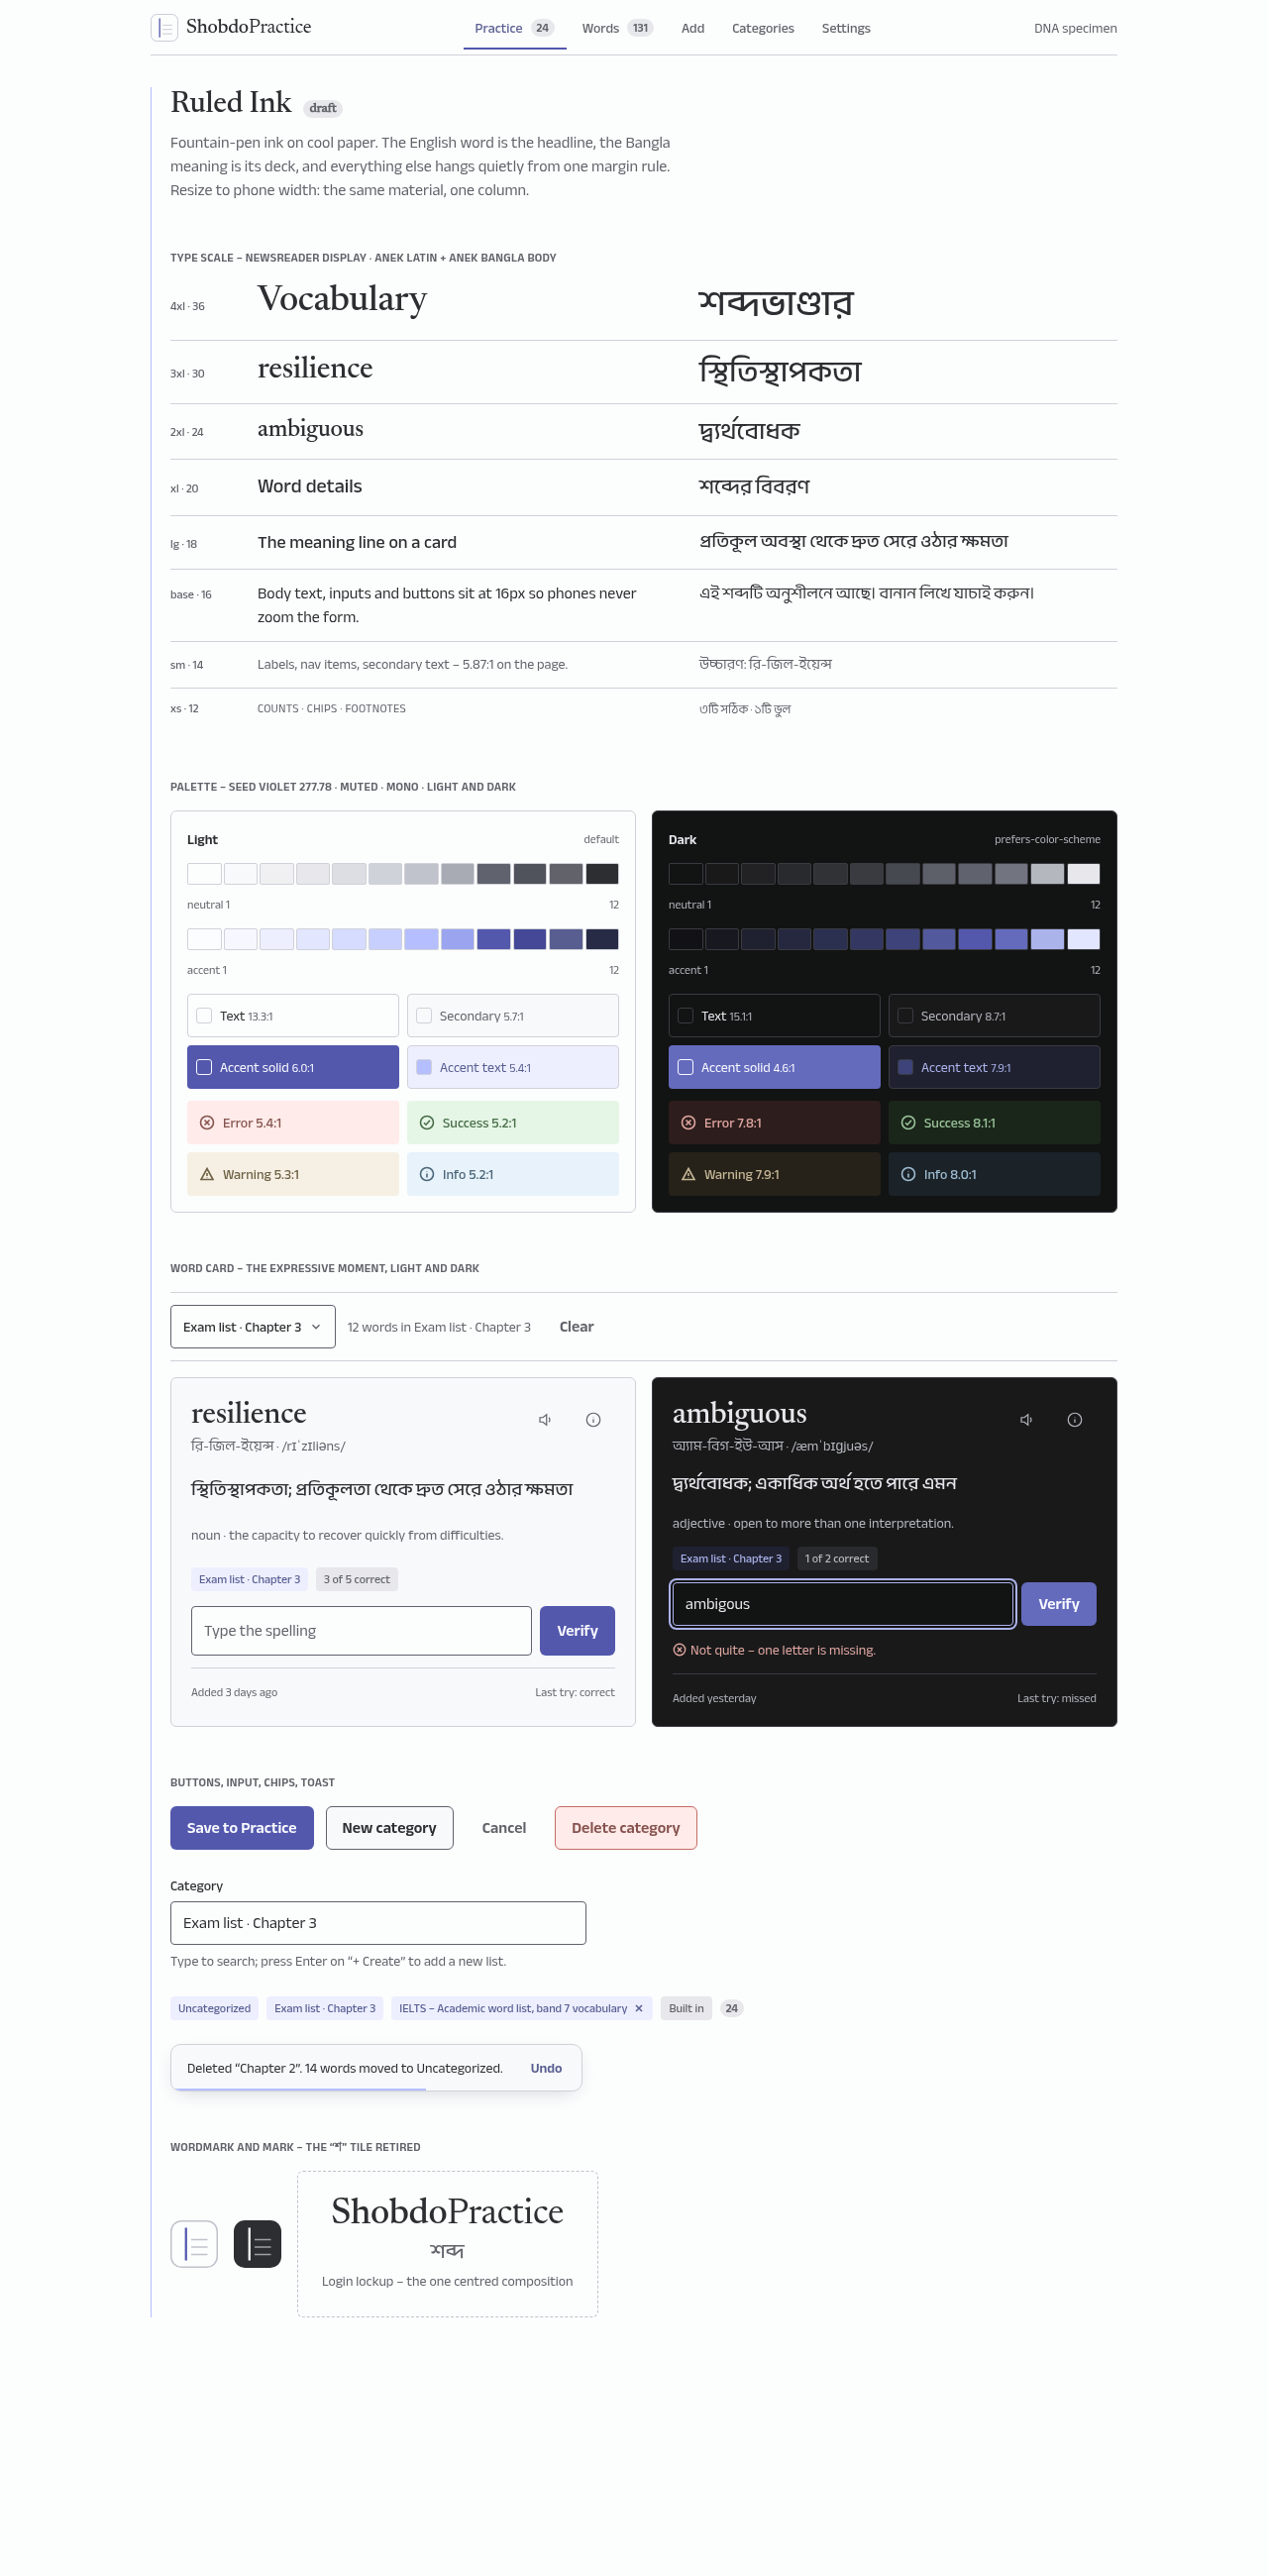 ShobdoPractice
Practice 24 Words 131 Add Categories Settings
DNA specimen
Ruled Ink draft
Fountain-pen ink on cool paper. The English word is the headline, the Bangla
meaning is its deck, and everything else hangs quietly from one margin rule.
Resize to phone width: the same material, one column.
TYPE SCALE – NEWSREADER DISPLAY · ANEK LATIN + ANEK BANGLA BODY
4xl · 36 Vocabulary শব্দভাণ্ডার
3xl · 30 resilience স্থিতিস্থাপকতা
2xl · 24 ambiguous দ্ব্যর্থবোধক
xl · 20 Word details শব্দের বিবরণ
lg · 18 The meaning line on a card প্রতিকূল অবস্থা থেকে দ্রুত সেরে ওঠার ক্ষমতা
base · 16 Body text, inputs and buttons sit at 16px so phones never এই শব্দটি অনুশীলনে আছে। বানান লিখে যাচাই করুন।
zoom the form.
sm · 14 Labels, nav items, secondary text – 5.87:1 on the page. উচ্চারণ: রি-জিল-ইয়েন্স
xs · 12 COUNTS · CHIPS · FOOTNOTES ৩টি সঠিক · ১টি ভুল
PALETTE – SEED VIOLET 277.78 · MUTED · MONO · LIGHT AND DARK
Light default
neutral 1 12
accent 1 12
Text 13.3:1 Secondary 5.7:1
Accent solid 6.0:1 Accent text 5.4:1
Error 5.4:1 Success 5.2:1
Warning 5.3:1 Info 5.2:1
Dark prefers-color-scheme
neutral 1 12
accent 1 12
Text 15.1:1 Secondary 8.7:1
Accent solid 4.6:1 Accent text 7.9:1
Error 7.8:1 Success 8.1:1
Warning 7.9:1 Info 8.0:1
WORD CARD – THE EXPRESSIVE MOMENT, LIGHT AND DARK
Exam list · Chapter 3 12 words in Exam list · Chapter 3 Clear
resilience
রি-জিল-ইয়েন্স · /rɪˈzɪliəns/
স্থিতিস্থাপকতা; প্রতিকূলতা থেকে দ্রুত সেরে ওঠার ক্ষমতা
noun · the capacity to recover quickly from difficulties.
Exam list · Chapter 3 3 of 5 correct
Type the spelling Verify
Added 3 days ago Last try: correct
ambiguous
অ্যাম-বিগ-ইউ-আস · /æmˈbɪɡjuəs/
দ্ব্যর্থবোধক; একাধিক অর্থ হতে পারে এমন
adjective · open to more than one interpretation.
Exam list · Chapter 3 1 of 2 correct
ambigous Verify
Not quite – one letter is missing.
Added yesterday Last try: missed
BUTTONS, INPUT, CHIPS, TOAST
Save to Practice New category Cancel Delete category
Category
Exam list · Chapter 3
Type to search; press Enter on “+ Create” to add a new list.
Uncategorized Exam list · Chapter 3 IELTS – Academic word list, band 7 vocabulary × Built in 24
Deleted “Chapter 2”. 14 words moved to Uncategorized. Undo
WORDMARK AND MARK – THE “শ” TILE RETIRED
ShobdoPractice
শব্দ
Login lockup – the one centred composition